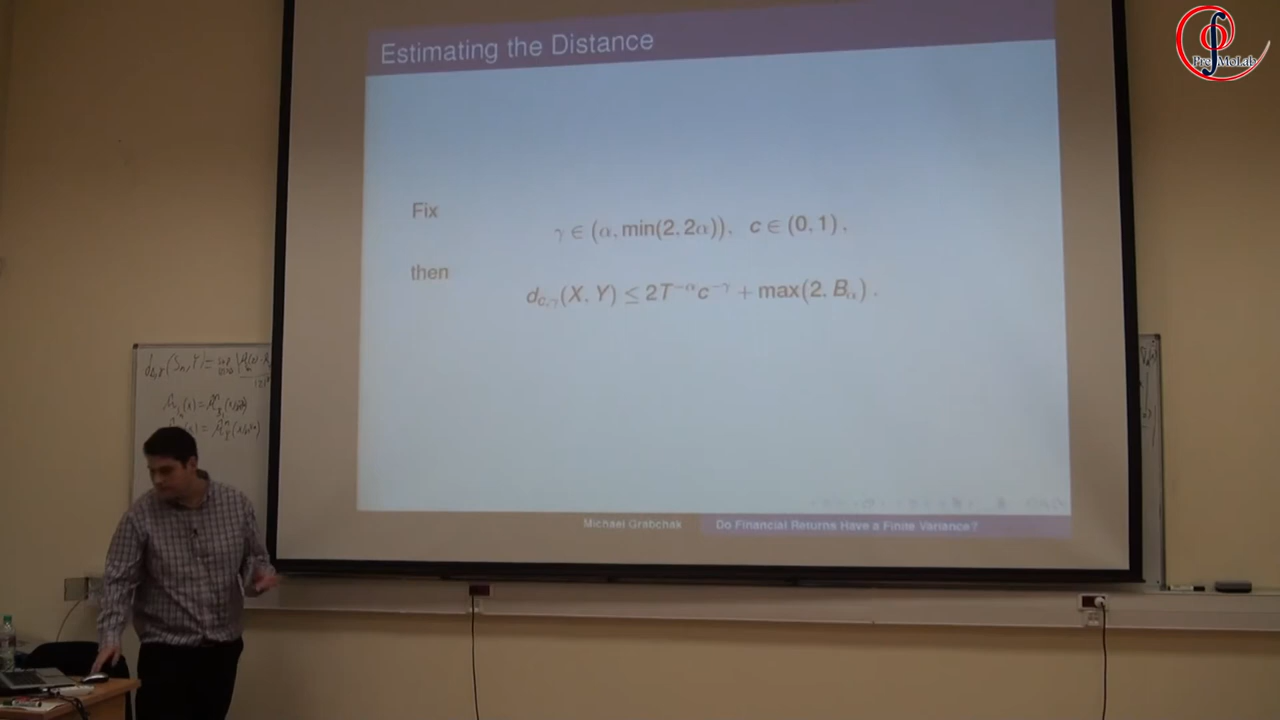 Estimating the Distance
PreMoLab
Fix
γ ∈ (α, min(2, 2α)), c ∈ (0, 1),
then
d_{c,γ}(X, Y) ≤ 2T^{-α}c^{-γ} + max(2, B_α).
Michael Grabchak Do Financial Returns Have a Finite Variance?